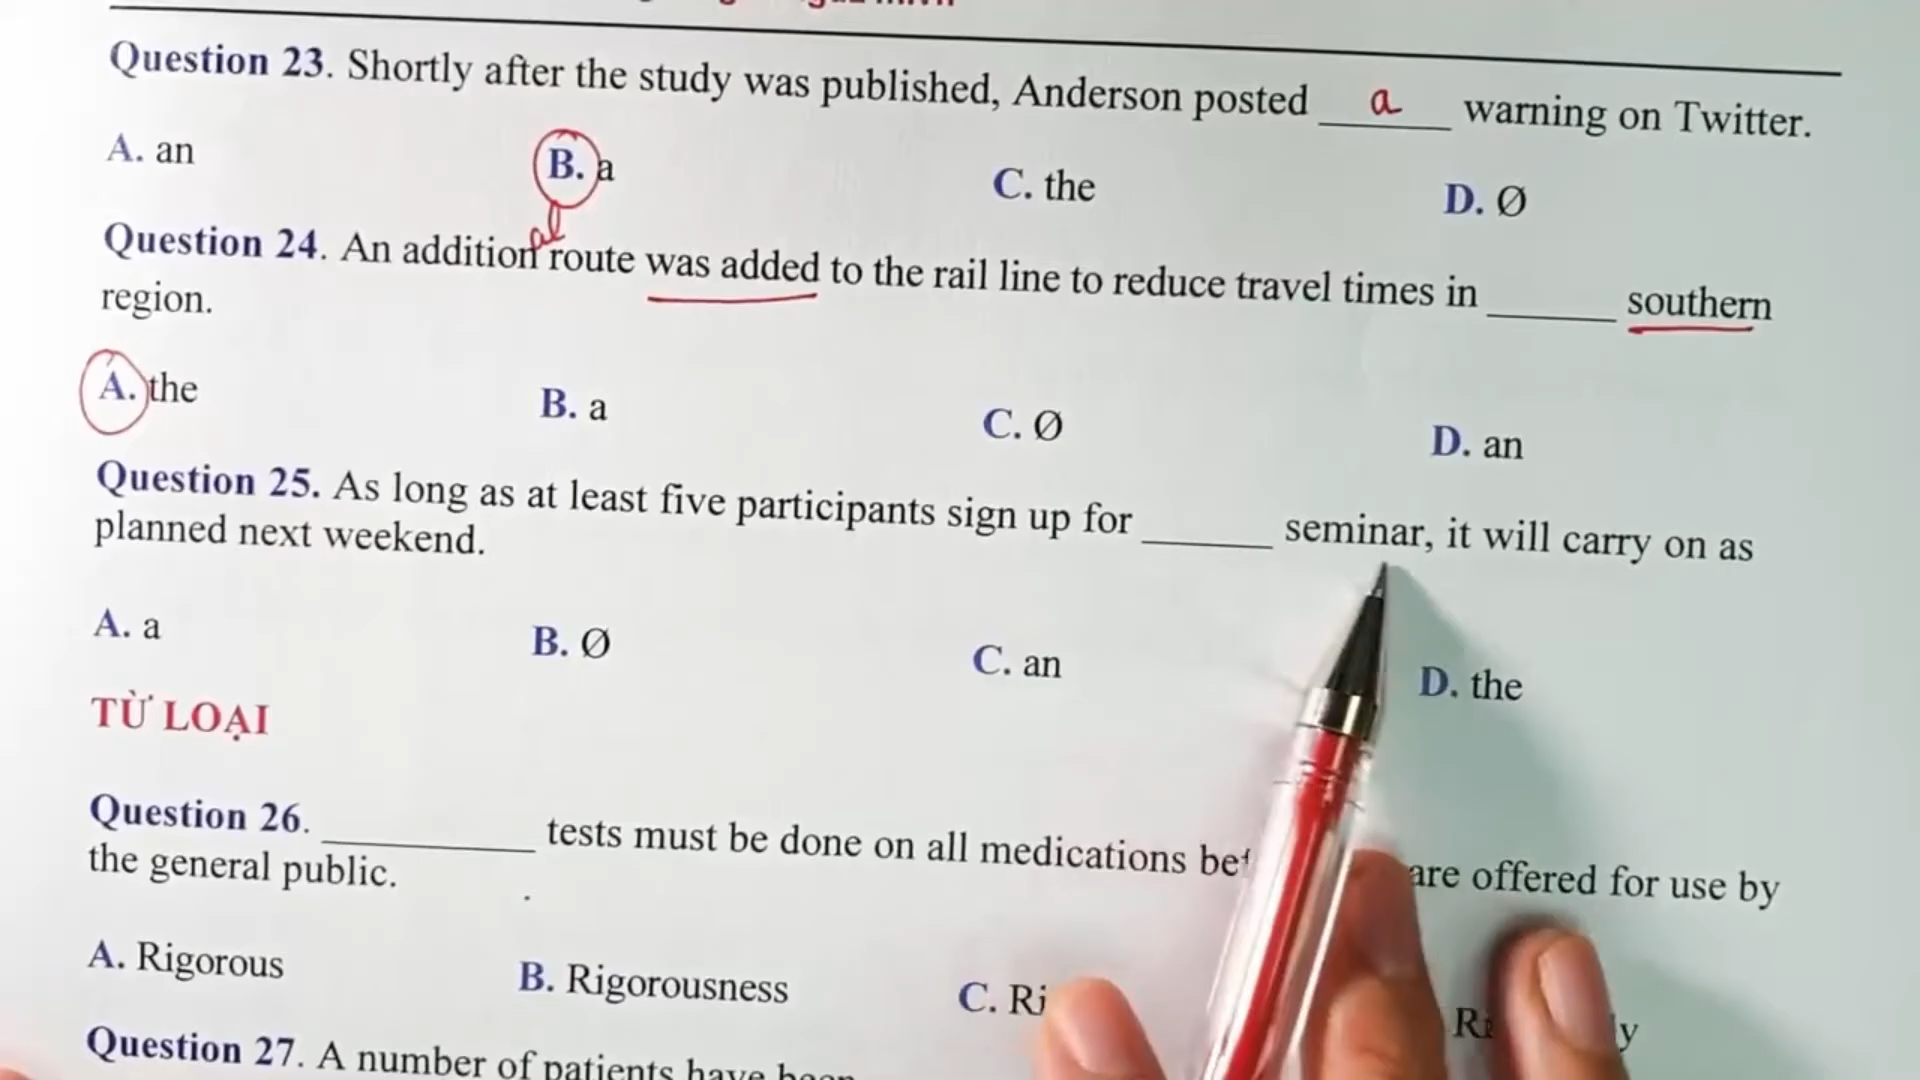 Question 23. Shortly after the study was published, Anderson posted a warning on Twitter.
A. an B. a C. the D. Ø
al
Question 24. An addition route was added to the rail line to reduce travel times in ______ southern
region.
A. the B. a C. Ø D. an
Question 25. As long as at least five participants sign up for ______ seminar, it will carry on as
planned next weekend.
A. a B. Ø C. an D. the
TỪ LOẠI
Question 26. __________ tests must be done on all medications are offered for use by
the general public.
A. Rigorous B. Rigorousness C.
Question 27. A number of patients have been